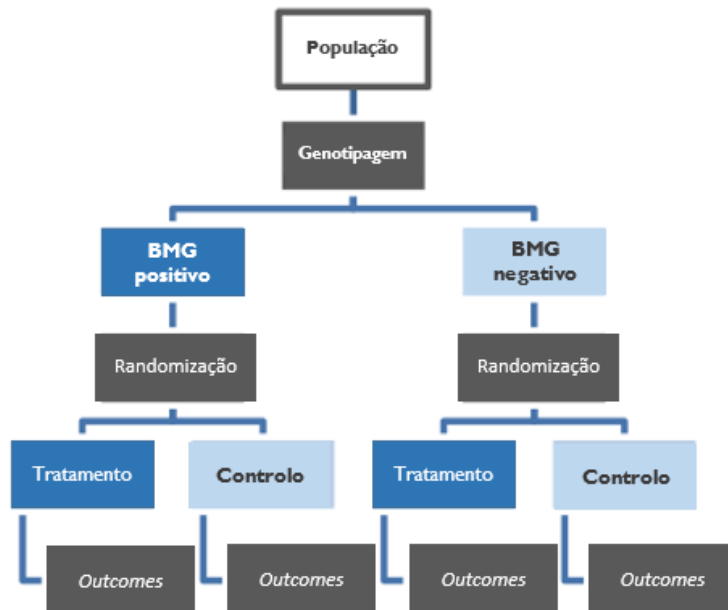 População
Genotipagem
BMG
positivo
BMG
negativo
Randomização
Randomização
Tratamento
Controlo
Tratamento
Controlo
Outcomes
Outcomes
Outcomes
Outcomes